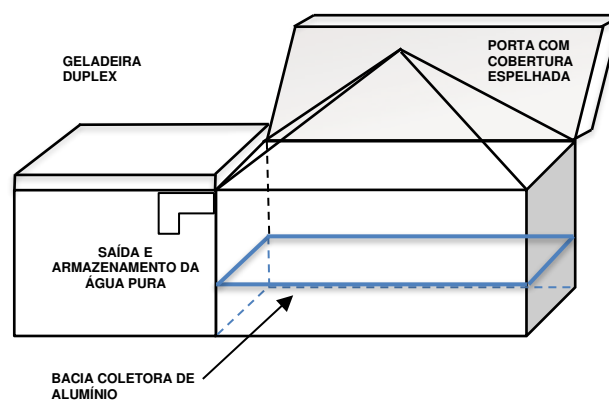 GELADEIRA
DUPLEX
PORTA COM
COBERTURA
ESPELHADA
SAÍDA E
ARMAZENAMENTO DA
ÁGUA PURA
BACIA COLETORA DE
ALUMÍNIO